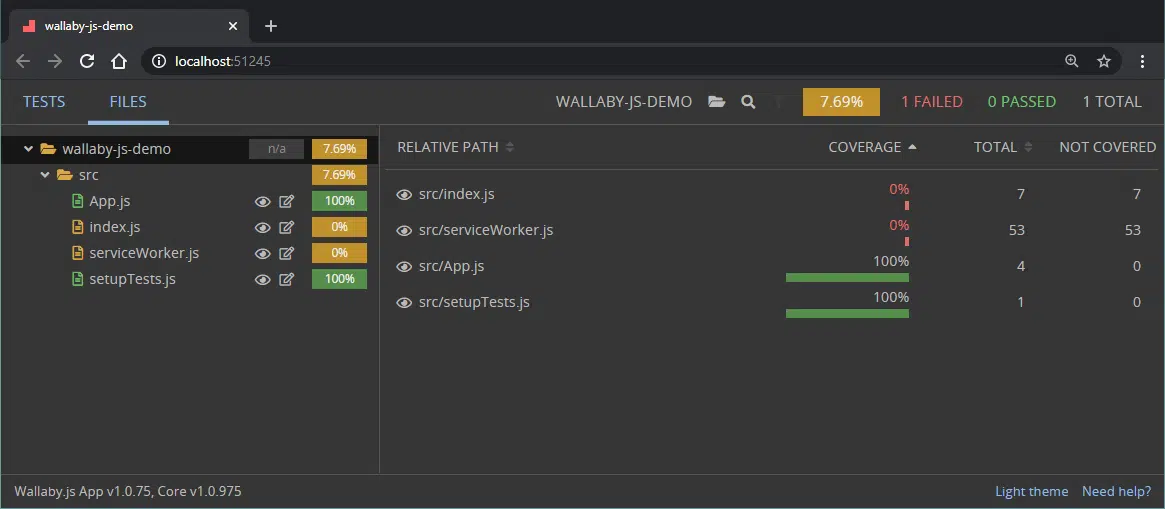 wallaby-js-demo
localhost:51245
TESTS FILES WALLABY-JS-DEMO 7.69% 1 FAILED 0 PASSED 1 TOTAL
wallaby-js-demo n/a 7.69%
src 7.69%
App.js 100%
index.js 0%
serviceWorker.js 0%
setupTests.js 100%
RELATIVE PATH COVERAGE TOTAL NOT COVERED
src/index.js 0% 7 7
src/serviceWorker.js 0% 53 53
src/App.js 100% 4 0
src/setupTests.js 100% 1 0
Wallaby.js App v1.0.75, Core v1.0.975 Light theme Need help?